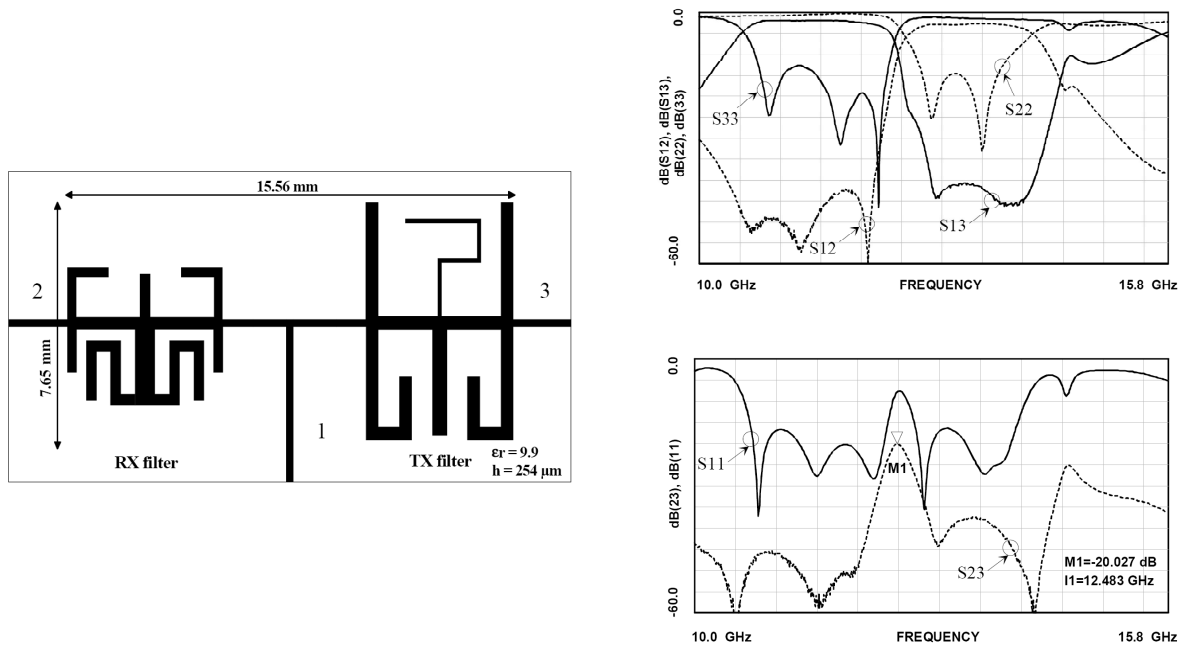 15.56 mm
2
3
7.65 mm
1
RX filter
TX filter
εr = 9.9
h = 254 μm
0.0
dB(S12), dB(S13),
dB(22), dB(33)
-60.0
S33
S22
S12
S13
10.0 GHz
FREQUENCY
15.8 GHz
0.0
dB(23), dB(11)
-60.0
S11
M1
S23
M1=-20.027 dB
I1=12.483 GHz
10.0 GHz
FREQUENCY
15.8 GHz